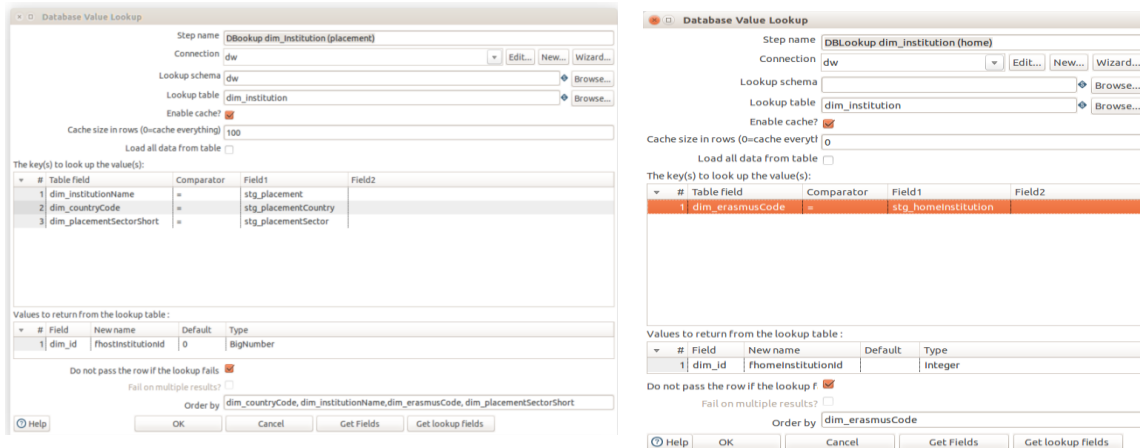 Database Value Lookup
Step name DBookup dim_Institution (placement)
Connection dw Edit... New... Wizard...
Lookup schema dw Browse...
Lookup table dim_institution Browse...
Enable cache?
Cache size in rows (0=cache everything) 100
Load all data from table
The key(s) to look up the value(s):
# Table field Comparator Field1 Field2
1 dim_institutionName = stg_placement
2 dim_countryCode = stg_placementCountry
3 dim_placementSectorShort = stg_placementSector
Values to return from the lookup table :
# Field New name Default Type
1 dim_id fhostInstitutionId 0 BigNumber
Do not pass the row if the lookup fails
Fail on multiple results?
Order by dim_countryCode, dim_institutionName,dim_erasmusCode, dim_placementSectorShort
Help OK Cancel Get Fields Get lookup fields
Database Value Lookup
Step name DBLookup dim_institution (home)
Connection dw Edit... New... Wizard...
Lookup schema Browse...
Lookup table dim_institution Browse...
Enable cache?
Cache size in rows (0=cache everytl 0
Load all data from table
The key(s) to look up the value(s):
# Table field Comparator Field1 Field2
1 dim_erasmusCode = stg_homeInstitution
Values to return from the lookup table :
# Field New name Default Type
1 dim_id fhomeInstitutionId Integer
Do not pass the row if the lookup f
Fail on multiple results?
Order by dim_erasmusCode
Help OK Cancel Get Fields Get lookup fields